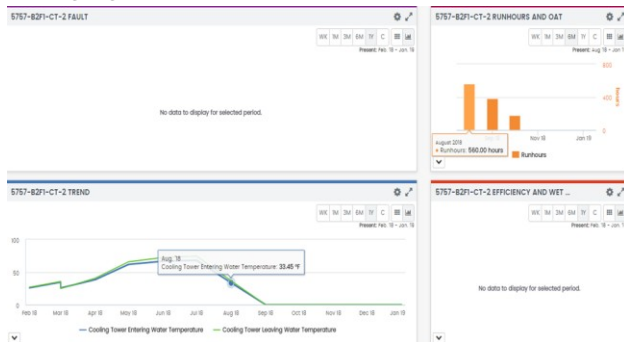 5757-B2F1-CT-2 FAULT
WK 1M 3M 6M 1Y C
Present: Feb. 18 - Jan. 19
No data to display for selected period.
5757-B2F1-CT-2 RUNHOURS AND OAT
WK 1M 3M 6M 1Y C
Present: Aug 18 - Jan 1
800
400
0
Runhours
Nov 18
Jan 19
August 2018
Runhours: 560.00 hours
Runhours
5757-B2F1-CT-2 TREND
WK 1M 3M 6M 1Y C
Present: Feb. 18 - Jan. 19
100
50
0
Aug, '18
Cooling Tower Entering Water Temperature: 33.45 °F
Feb 18 Mar 18 Apr 18 May 18 Jun 18 Jul 18 Aug 18 Sep 18 Oct 18 Nov 18 Dec 18 Jan 19
Cooling Tower Entering Water Temperature Cooling Tower Leaving Water Temperature
5757-B2F1-CT-2 EFFICIENCY AND WET ...
WK 1M 3M 6M 1Y C
Present: Feb. 18 - Jan. 19
No data to display for selected period.